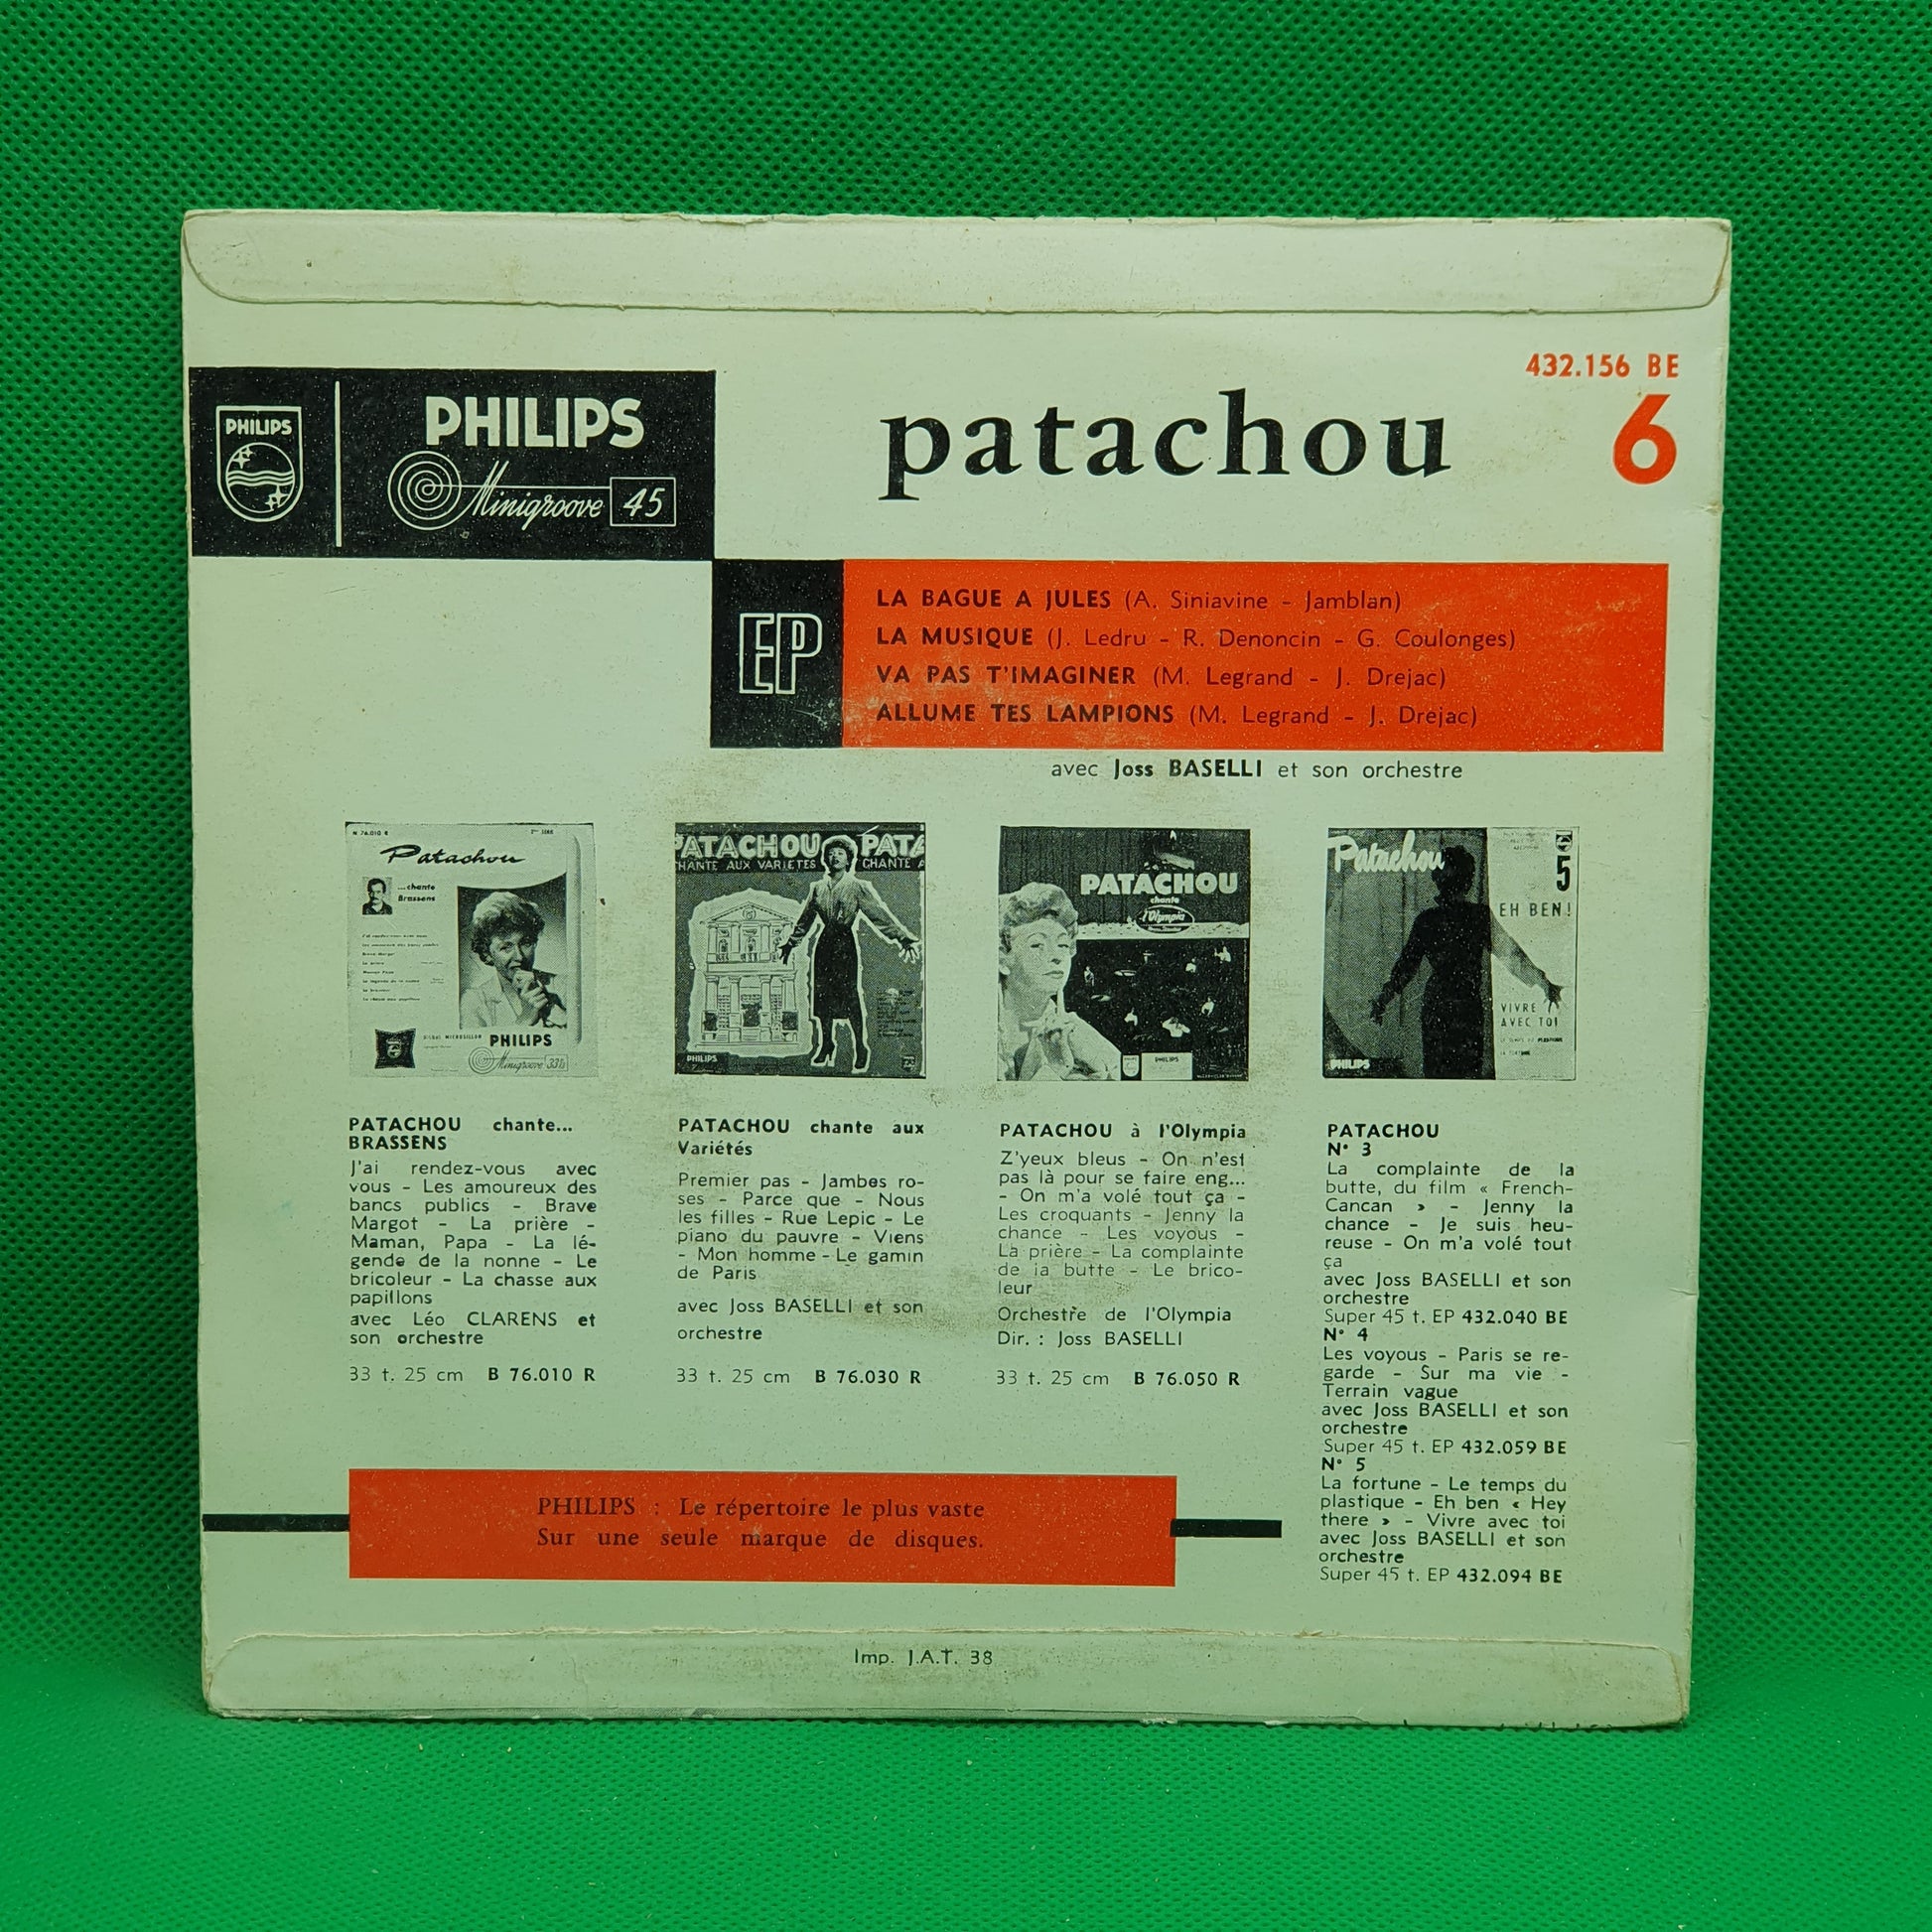 432.156 BE
PHILIPS
PHILIPS
Minigroove 45
patachou
6
EP
LA BAGUE A JULES (A. Siniavine - Jamblan)
LA MUSIQUE (J. Ledru - R. Denoncin - G. Coulonges)
VA PAS T'IMAGINER (M. Legrand - J. Drejac)
ALLUME TES LAMPIONS (M. Legrand - J. Drejac)
avec Joss BASELLI et son orchestre
N 76.010 R
Patachou
...chante
Brassens
PHILIPS
Minigroove 33⅓
PATACHOU PATA
CHANTE AUX VARIETES CHANTE A
PHILIPS
PATACHOU
chante
l'Olympia
PHILIPS
Patachou
5
EH BEN!
VIVRE
AVEC TOI
PHILIPS
PATACHOU chante...
BRASSENS
J'ai rendez-vous avec
vous - Les amoureux des
bancs publics - Brave
Margot - La prière -
Maman, Papa - La lé-
gende de la nonne - Le
bricoleur - La chasse aux
papillons
avec Léo CLARENS et
son orchestre
33 t. 25 cm B 76.010 R
PATACHOU chante aux
Variétés
Premier pas - Jambes ro-
ses - Parce que - Nous
les filles - Rue Lepic - Le
piano du pauvre - Viens
- Mon homme - Le gamin
de Paris
avec Joss BASELLI et son
orchestre
33 t. 25 cm B 76.030 R
PATACHOU à l'Olympia
Z'yeux bleus - On n'est
pas là pour se faire eng...
- On m'a volé tout ça -
Les croquants - Jenny la
chance - Les voyous -
La prière - La complainte
de la butte - Le brico-
leur
Orchestre de l'Olympia
Dir. : Joss BASELLI
33 t. 25 cm B 76.050 R
PATACHOU
N° 3
La complainte de la
butte, du film « French-
Cancan » - Jenny la
chance - Je suis heu-
reuse - On m'a volé tout
ça
avec Joss BASELLI et son
orchestre
Super 45 t. EP 432.040 BE
N° 4
Les voyous - Paris se re-
garde - Sur ma vie -
Terrain vague
avec Joss BASELLI et son
orchestre
Super 45 t. EP 432.059 BE
N° 5
La fortune - Le temps du
plastique - Eh ben « Hey
there » - Vivre avec toi
avec Joss BASELLI et son
orchestre
Super 45 t. EP 432.094 BE
PHILIPS : Le répertoire le plus vaste
Sur une seule marque de disques.
Imp. J.A.T. 38